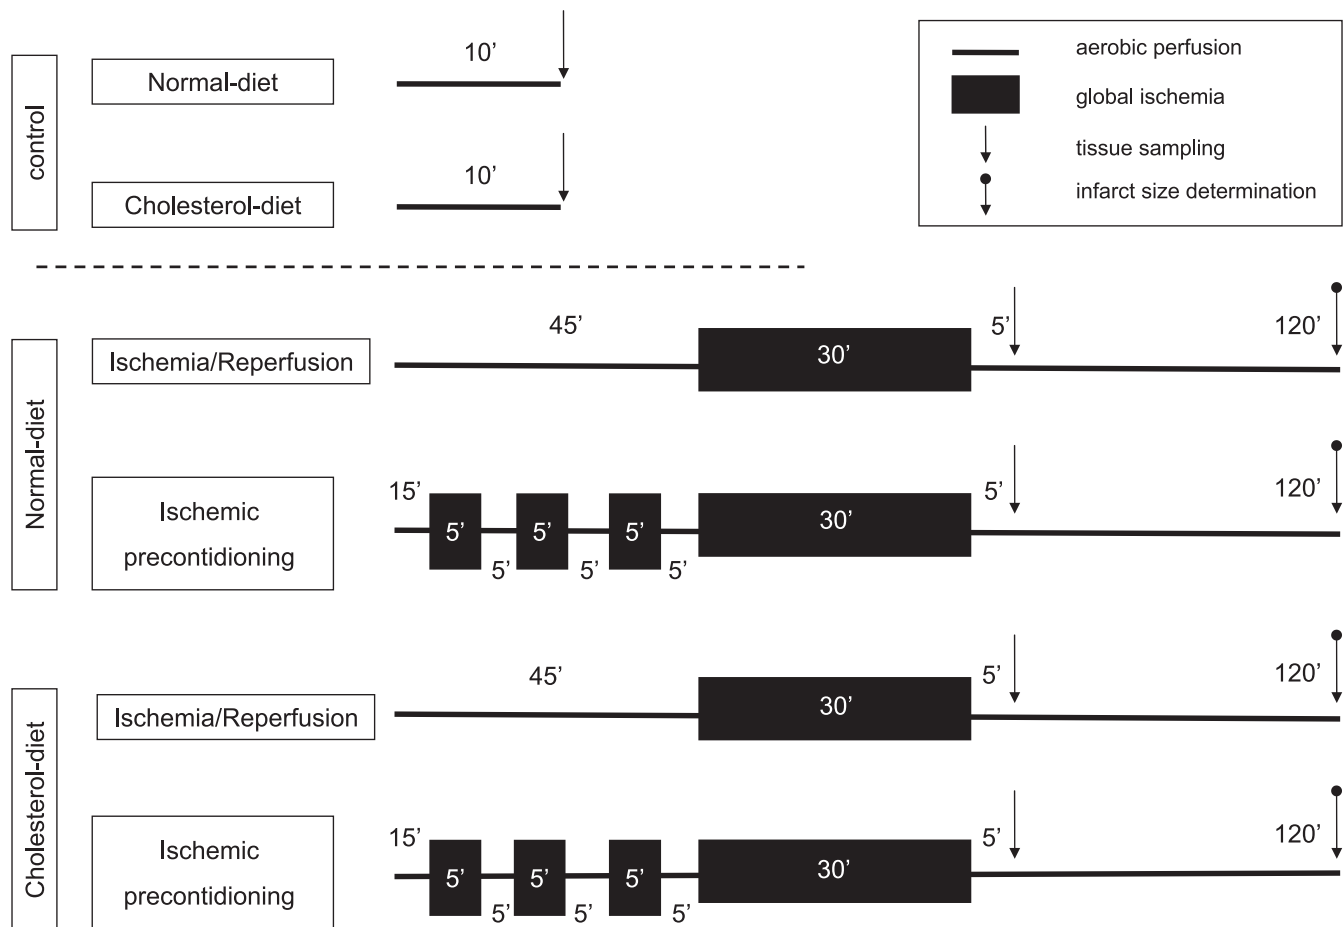 control
Normal-diet
10’
Cholesterol-diet
10’
aerobic perfusion
global ischemia
tissue sampling
infarct size determination
Normal-diet
Ischemia/Reperfusion
45’
30’
5’
120’
Ischemic
precontidioning
15’
5’
5’
5’
5’
5’
5’
30’
5’
120’
Cholesterol-diet
Ischemia/Reperfusion
45’
30’
5’
120’
Ischemic
precontidioning
15’
5’
5’
5’
5’
5’
5’
30’
5’
120’